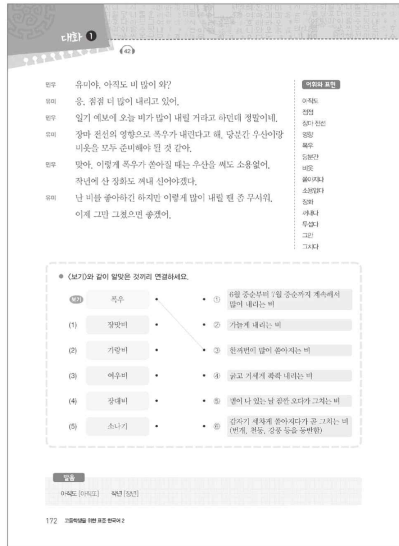 대화 1
42
민우 유미야, 아직도 비 많이 와?
유미 응, 점점 더 많이 내리고 있어.
민우 일기 예보에 오늘 비가 많이 내릴 거라고 하던데 정말이네.
유미 장마 전선의 영향으로 폭우가 내린다고 해. 당분간 우산이랑
비옷을 모두 준비해야 될 것 같아.
민우 맞아. 이렇게 폭우가 쏟아질 때는 우산을 써도 소용없어.
작년에 산 장화도 꺼내 신어야겠다.
유미 난 비를 좋아하긴 하지만 이렇게 많이 내릴 땐 좀 무서워.
이제 그만 그쳤으면 좋겠어.
어휘와 표현
아직도
점점
장마 전선
영향
폭우
당분간
비옷
쏟아지다
소용없다
장화
꺼내다
무섭다
그만
그치다
<보기>와 같이 알맞은 것끼리 연결하세요.
보기 폭우
① 6월 중순부터 7월 중순까지 계속해서
많이 내리는 비
(1) 장맛비
② 가늘게 내리는 비
(2) 가랑비
③ 한꺼번에 많이 쏟아지는 비
(3) 여우비
④ 굵고 거세게 좍좍 내리는 비
(4) 장대비
⑤ 볕이 나 있는 날 잠깐 오다가 그치는 비
(5) 소나기
⑥ 갑자기 세차게 쏟아지다가 곧 그치는 비
(번개, 천둥, 강풍 등을 동반함)
발음
아직도 [아직또] 작년 [장년]
172 고등학생을 위한 표준 한국어 2